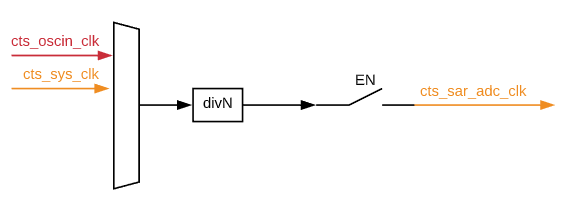 cts_oscin_clk
cts_sys_clk
divN
EN
cts_sar_adc_clk